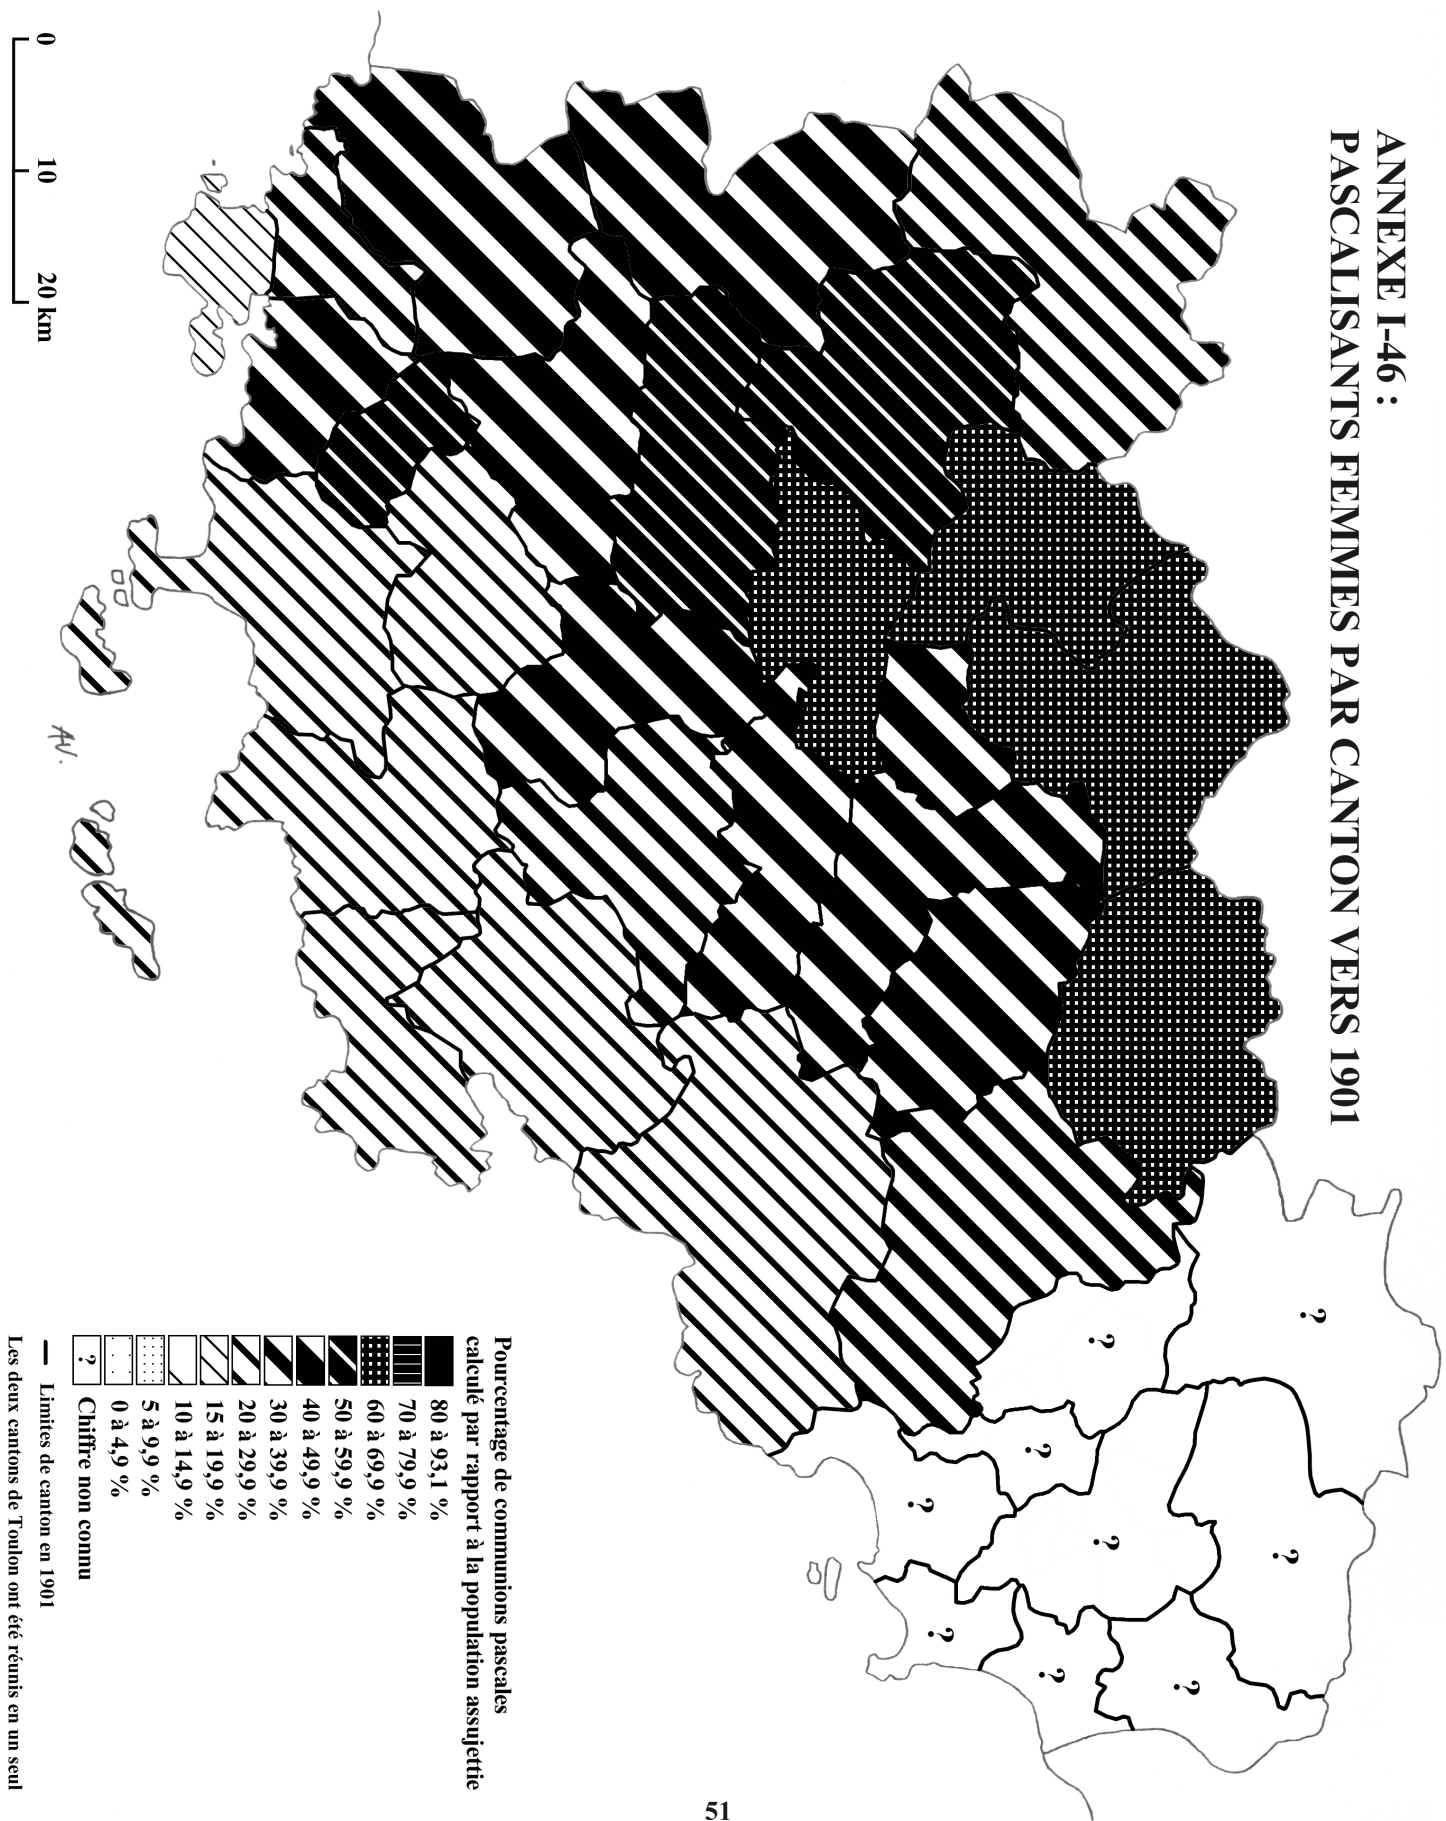 ANNEXE I-46 :
PASCALISANTS FEMMES PAR CANTON VERS 1901
?
?
?
?
?
?
?
?
?
AV.
Pourcentage de communions pascales
calculé par rapport à la population assujettie
80 à 93,1 %
70 à 79,9 %
60 à 69,9 %
50 à 59,9 %
40 à 49,9 %
30 à 39,9 %
20 à 29,9 %
15 à 19,9 %
10 à 14,9 %
5 à 9,9 %
0 à 4,9 %
? Chiffre non connu
Limites de canton en 1901
Les deux cantons de Toulon ont été réunis en un seul
0 10 20 km
51